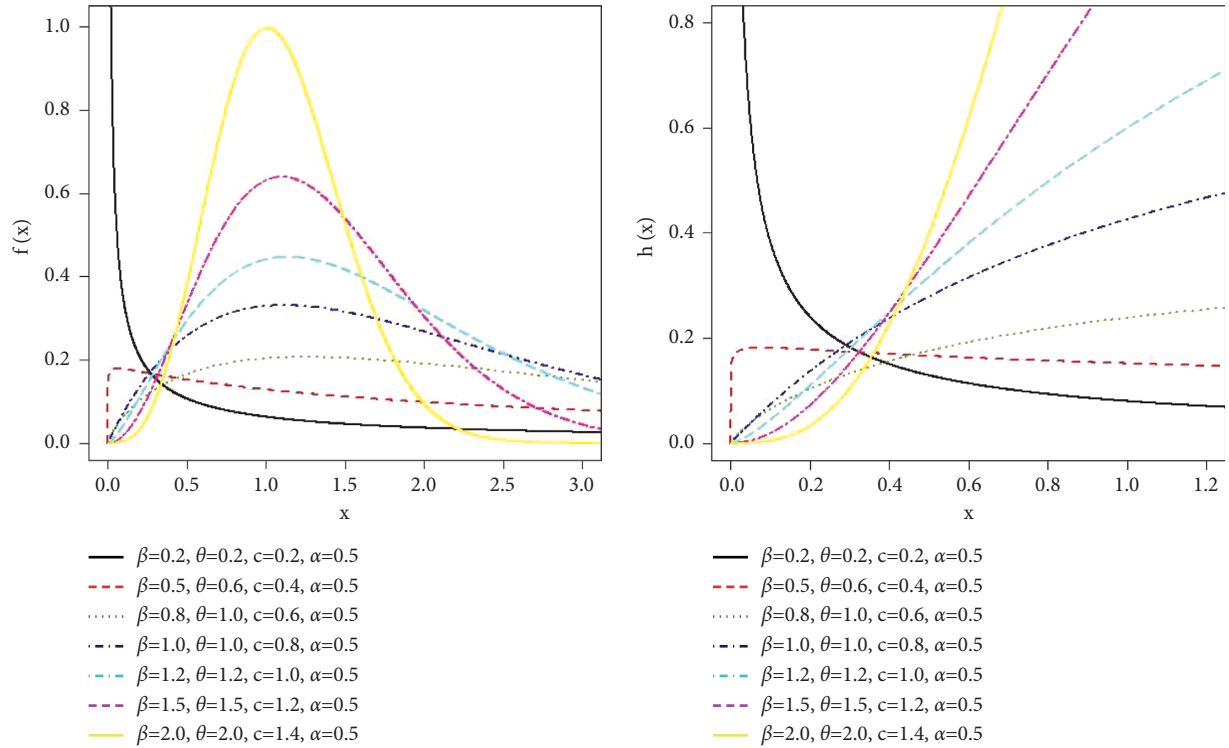 1.0
0.8
0.6
0.4
0.2
0.0
f (x)
0.0 0.5 1.0 1.5 2.0 2.5 3.0
x
β=0.2, θ=0.2, c=0.2, α=0.5
β=0.5, θ=0.6, c=0.4, α=0.5
β=0.8, θ=1.0, c=0.6, α=0.5
β=1.0, θ=1.0, c=0.8, α=0.5
β=1.2, θ=1.2, c=1.0, α=0.5
β=1.5, θ=1.5, c=1.2, α=0.5
β=2.0, θ=2.0, c=1.4, α=0.5
0.8
0.6
0.4
0.2
0.0
h (x)
0.0 0.2 0.4 0.6 0.8 1.0 1.2
x
β=0.2, θ=0.2, c=0.2, α=0.5
β=0.5, θ=0.6, c=0.4, α=0.5
β=0.8, θ=1.0, c=0.6, α=0.5
β=1.0, θ=1.0, c=0.8, α=0.5
β=1.2, θ=1.2, c=1.0, α=0.5
β=1.5, θ=1.5, c=1.2, α=0.5
β=2.0, θ=2.0, c=1.4, α=0.5